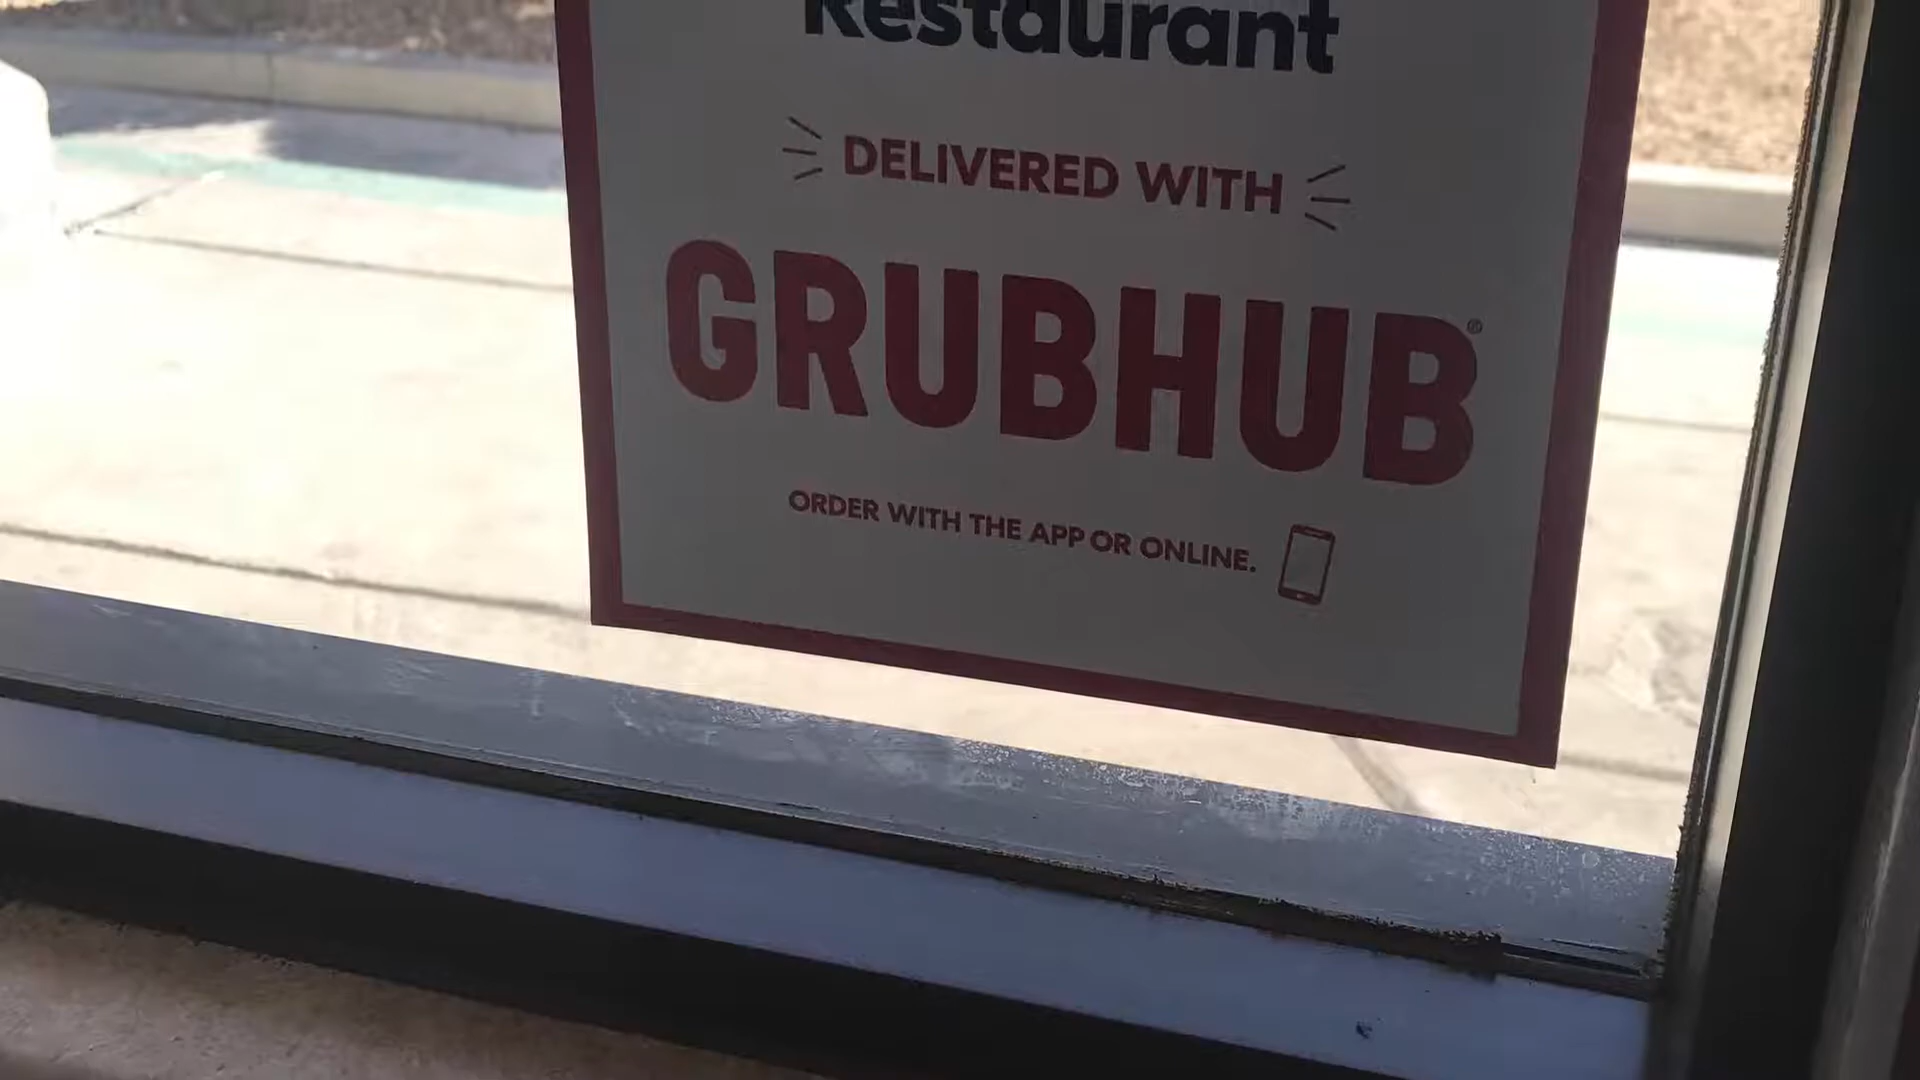 Restaurant
DELIVERED WITH
GRUBHUB®
ORDER WITH THE APP OR ONLINE.